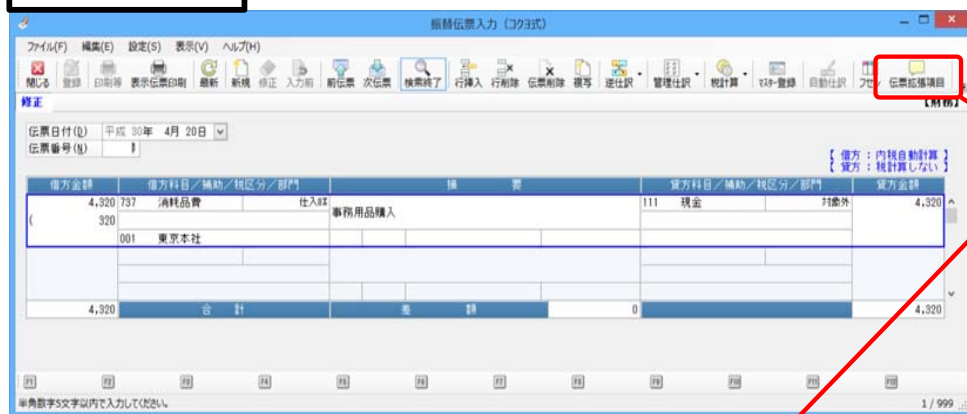 振替伝票入力（コクヨ式）
ファイル(F) 編集(E) 設定(S) 表示(V) ヘルプ(H)
閉じる 登録 印刷等 表示伝票印刷 最新 新規 修正 入力前 前伝票 次伝票 検索終了 行挿入 行削除 伝票削除 複写 逆仕訳 管理仕訳 税計算 ﾏｽﾀｰ登録 自動仕訳 フセン 伝票拡張項目
修正 【財務】
伝票日付(D) 平成 30年 4月 20日
伝票番号(N) 1
【 借方 : 内税自動計算 】
【 貸方 : 税計算しない 】
借方金額 借方科目／補助／税区分／部門 摘 要 貸方科目／補助／税区分／部門 貸方金額
4,320 737 消耗品費 仕入8% 事務用品購入 111 現金 対象外 4,320
( 320
001 東京本社
4,320 合 計 差 額 0 4,320
F1 F2 F3 F4 F5 F6 F7 F8 F9 F10 F11 F12
半角数字5文字以内で入力してください。 1 / 999